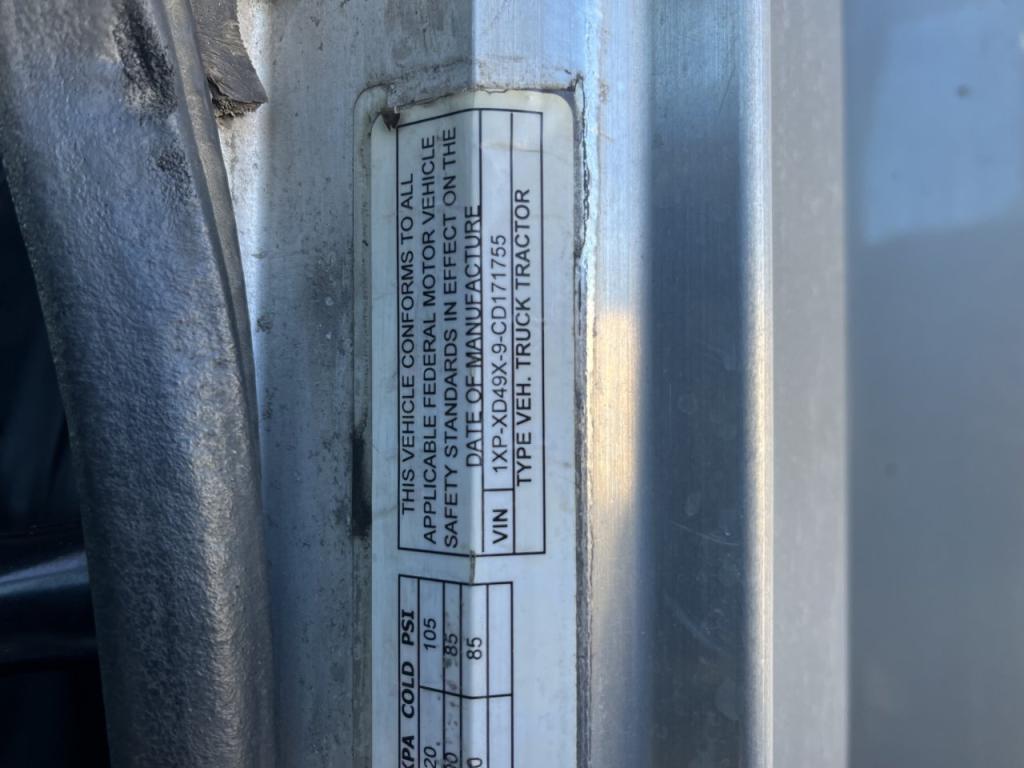 THIS VEHICLE CONFORMS TO ALL
APPLICABLE FEDERAL MOTOR VEHICLE
SAFETY STANDARDS IN EFFECT ON THE
DATE OF MANUFACTURE
VIN 1XP-XD49X-9-CD171755
TYPE VEH. TRUCK TRACTOR
COLD PSI
105
85
85